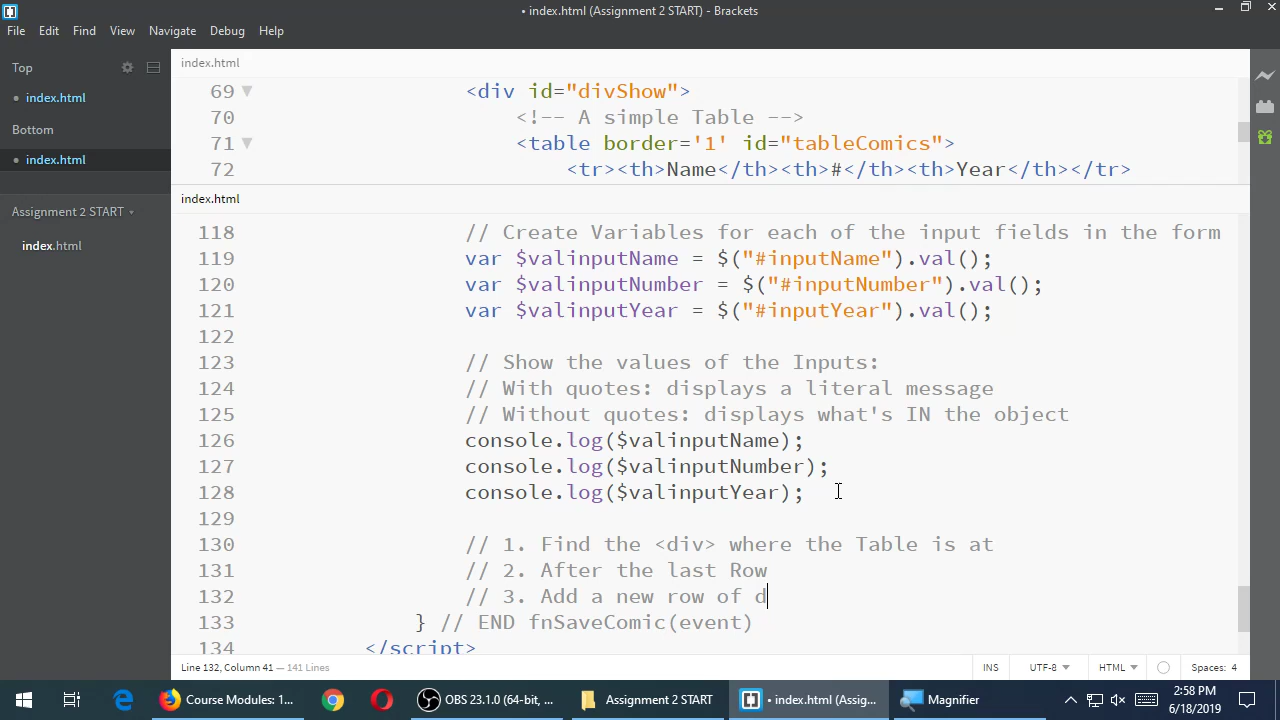 • index.html (Assignment 2 START) - Brackets
File Edit Find View Navigate Debug Help
Top
• index.html
Bottom
• index.html
Assignment 2 START
index.html
index.html
69 <div id="divShow">
70 <!-- A simple Table -->
71 <table border='1' id="tableComics">
72 <tr><th>Name</th><th>#</th><th>Year</th></tr>
index.html
118 // Create Variables for each of the input fields in the form
119 var $valinputName = $("#inputName").val();
120 var $valinputNumber = $("#inputNumber").val();
121 var $valinputYear = $("#inputYear").val();
122
123 // Show the values of the Inputs:
124 // With quotes: displays a literal message
125 // Without quotes: displays what's IN the object
126 console.log($valinputName);
127 console.log($valinputNumber);
128 console.log($valinputYear);
129
130 // 1. Find the <div> where the Table is at
131 // 2. After the last Row
132 // 3. Add a new row of d
133 } // END fnSaveComic(event)
134 </script>
Line 132, Column 41 — 141 Lines
INS UTF-8 HTML Spaces: 4
Course Modules: 1... OBS 23.1.0 (64-bit, ... Assignment 2 START • index.html (Assig... Magnifier
2:58 PM
6/18/2019